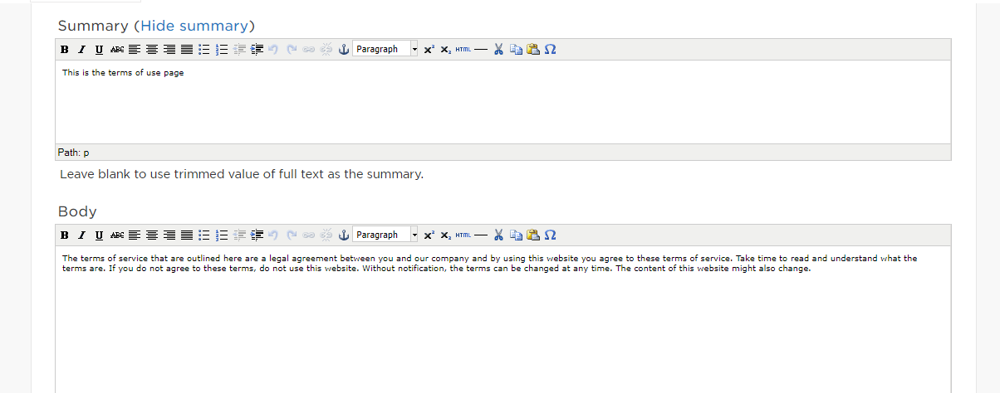 Summary (Hide summary)
B I U ABC Paragraph x² x₂ HTML — Ω
This is the terms of use page
Path: p
Leave blank to use trimmed value of full text as the summary.
Body
B I U ABC Paragraph x² x₂ HTML — Ω
The terms of service that are outlined here are a legal agreement between you and our company and by using this website you agree to these terms of service. Take time to read and understand what the
terms are. If you do not agree to these terms, do not use this website. Without notification, the terms can be changed at any time. The content of this website might also change.